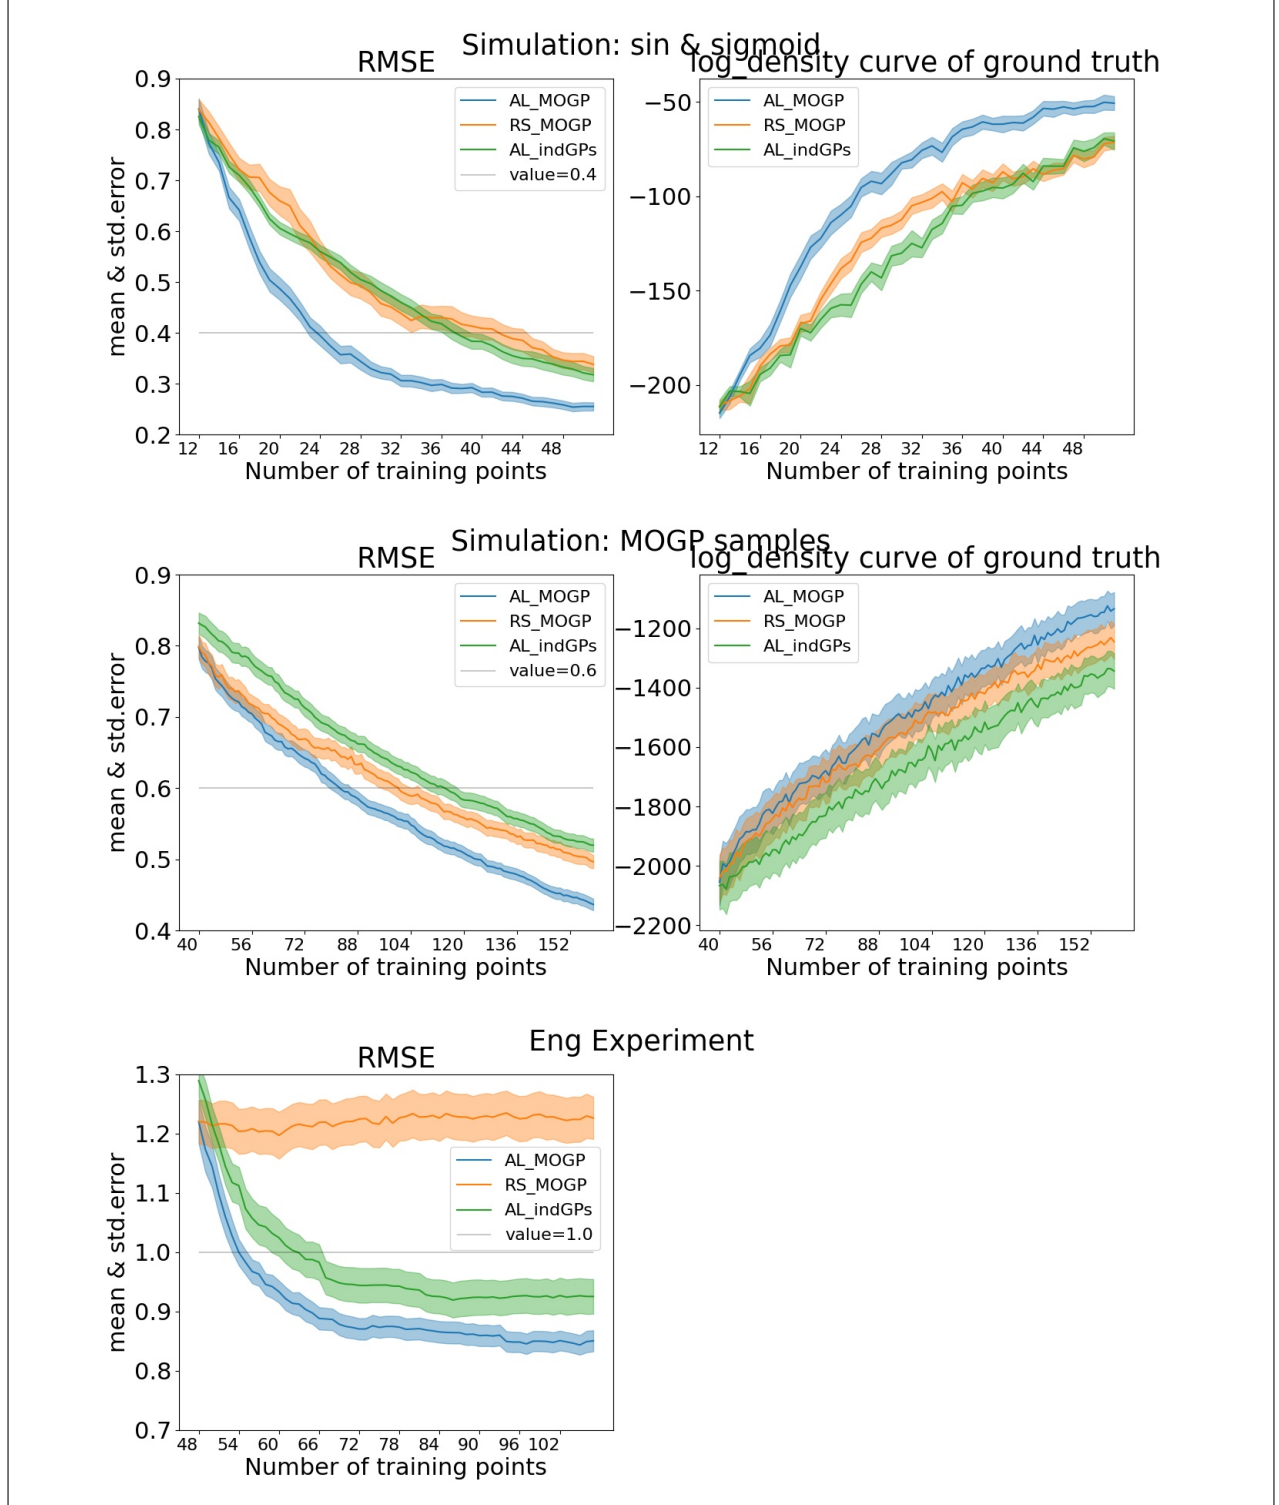 Simulation: sin & sigmoid
RMSE
log_density curve of ground truth
mean & std.error
0.9
0.8
0.7
0.6
0.5
0.4
0.3
0.2
AL_MOGP
RS_MOGP
AL_indGPs
value=0.4
12 16 20 24 28 32 36 40 44 48
Number of training points
−50
−100
−150
−200
AL_MOGP
RS_MOGP
AL_indGPs
12 16 20 24 28 32 36 40 44 48
Number of training points
Simulation: MOGP samples
RMSE
log_density curve of ground truth
mean & std.error
0.9
0.8
0.7
0.6
0.5
0.4
AL_MOGP
RS_MOGP
AL_indGPs
value=0.6
40 56 72 88 104 120 136 152
Number of training points
−1200
−1400
−1600
−1800
−2000
−2200
AL_MOGP
RS_MOGP
AL_indGPs
40 56 72 88 104 120 136 152
Number of training points
Eng Experiment
RMSE
mean & std.error
1.3
1.2
1.1
1.0
0.9
0.8
0.7
AL_MOGP
RS_MOGP
AL_indGPs
value=1.0
48 54 60 66 72 78 84 90 96 102
Number of training points